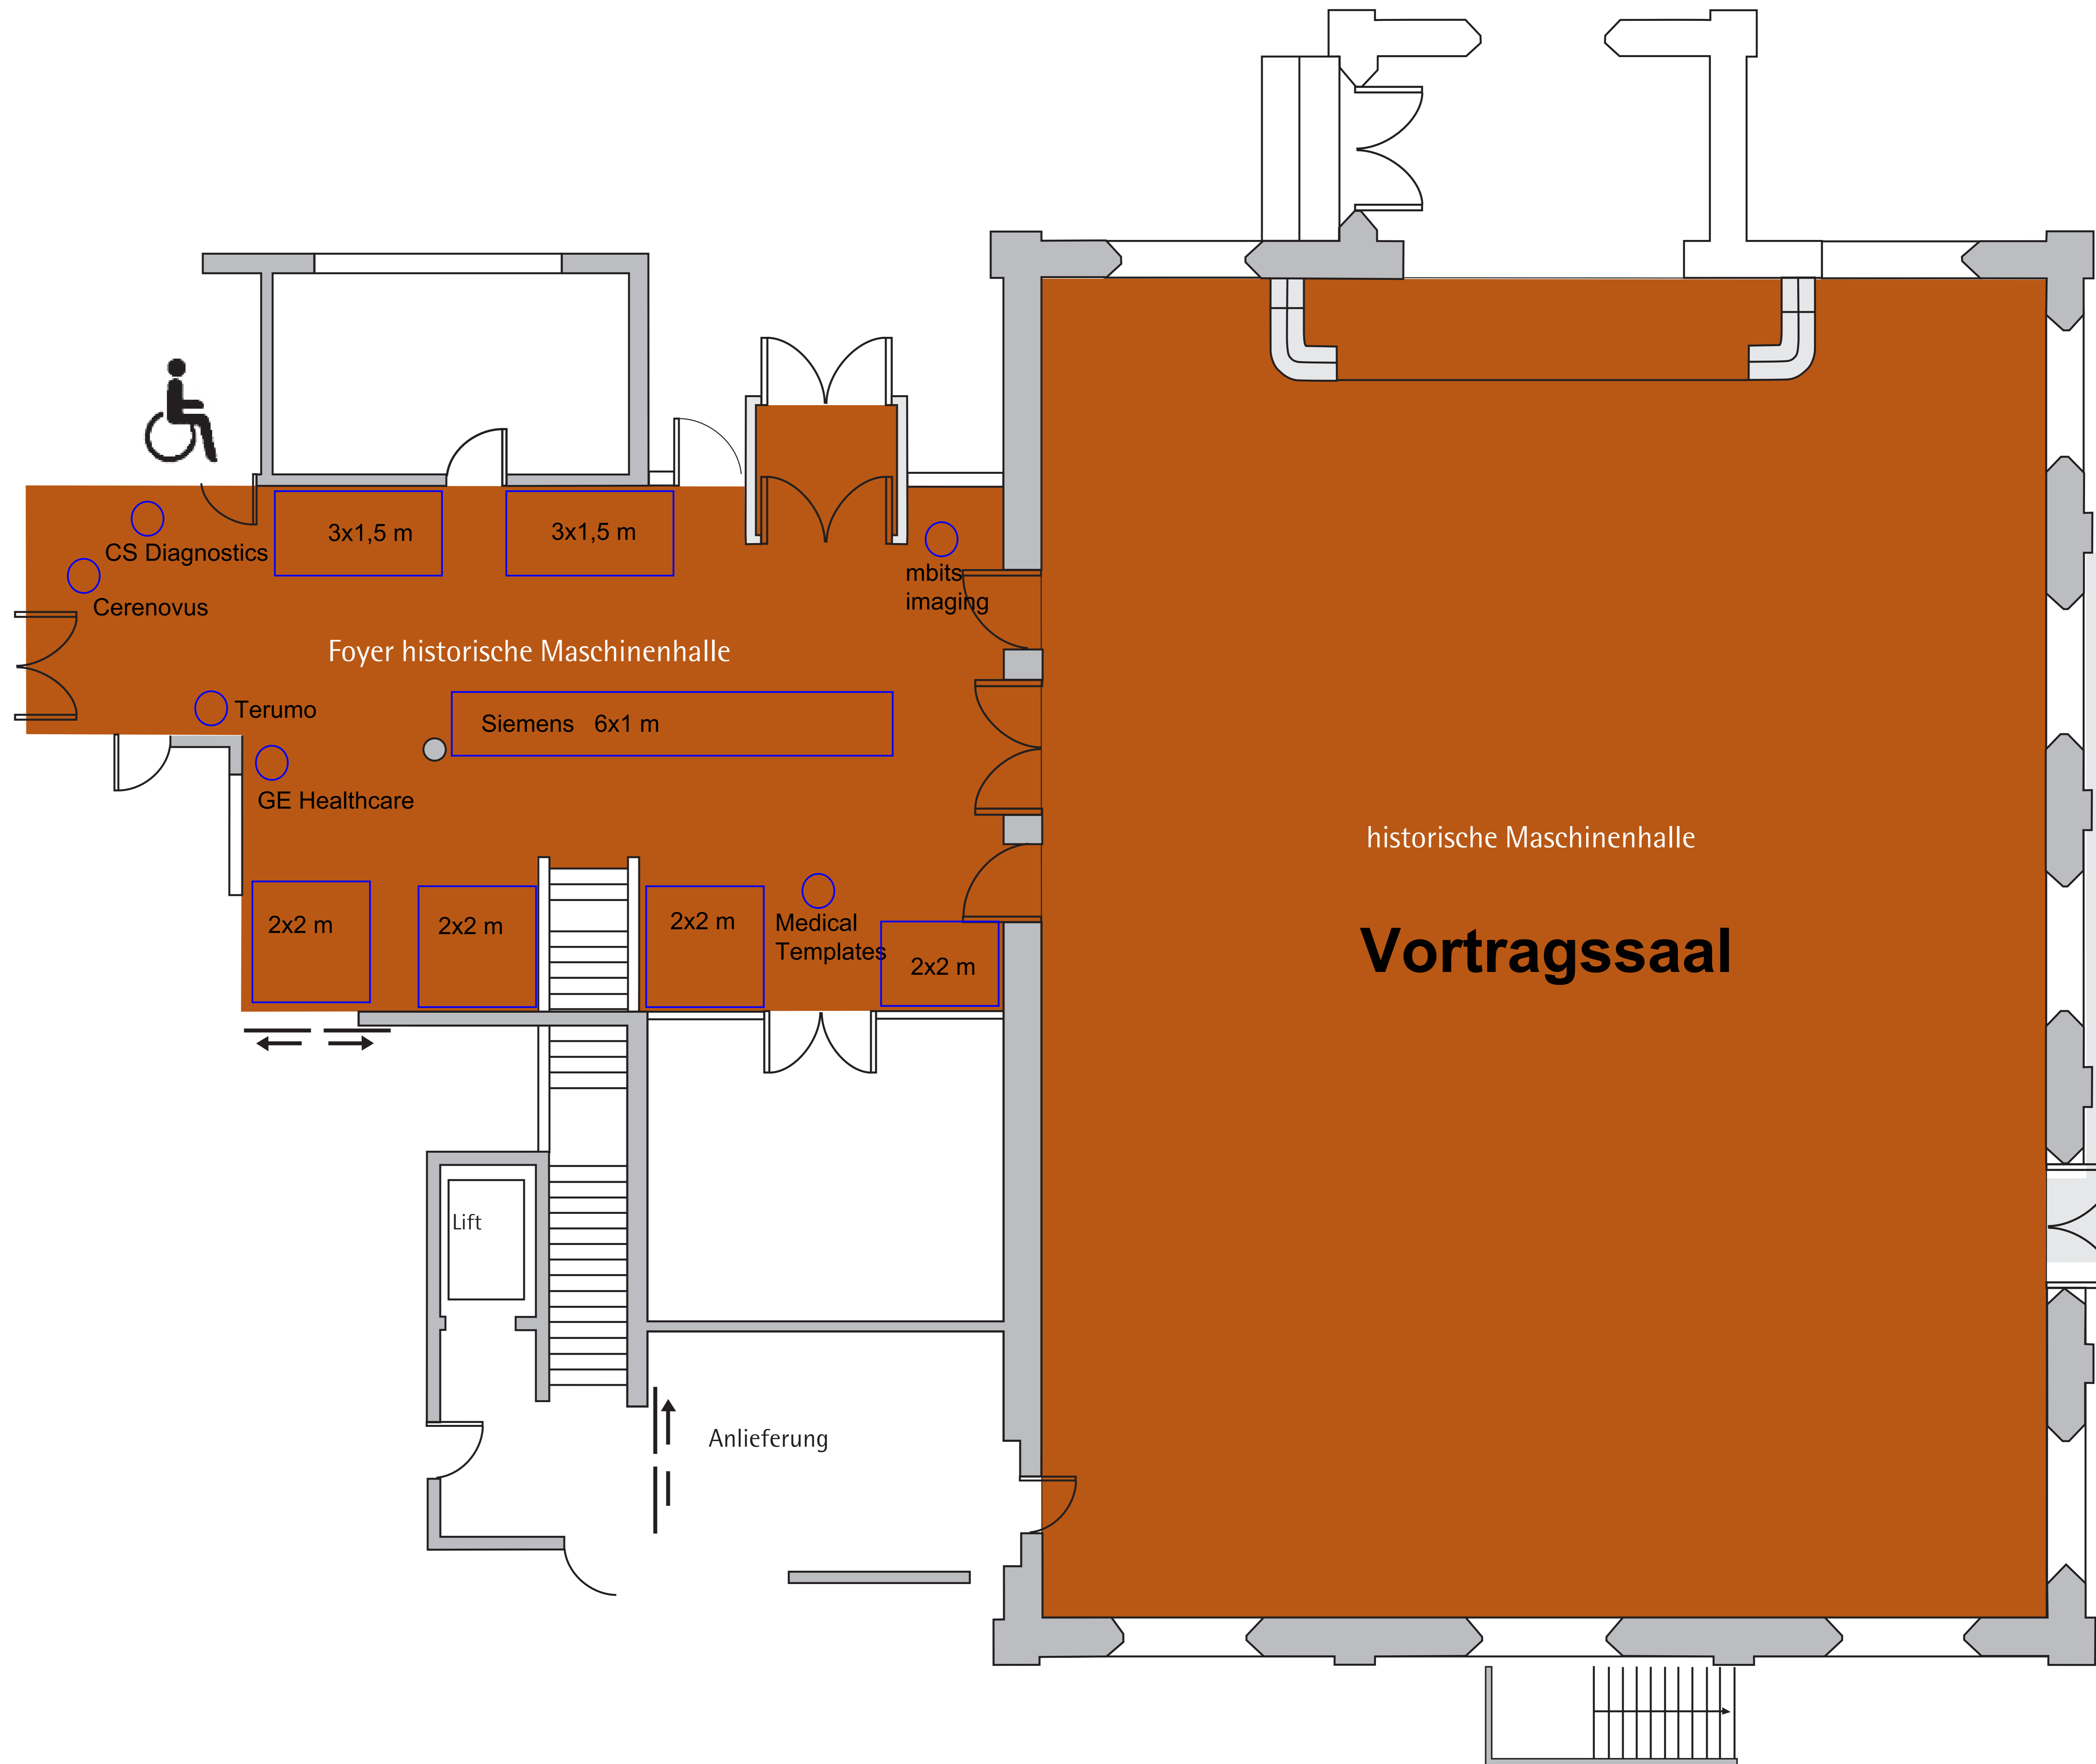 3x1,5 m
3x1,5 m
CS Diagnostics
mbits
imaging
Cerenovus
Foyer historische Maschinenhalle
Terumo
Siemens   6x1 m
GE Healthcare
historische Maschinenhalle
2x2 m
2x2 m
2x2 m
Medical
Templates
2x2 m
Vortragssaal
Lift
Anlieferung